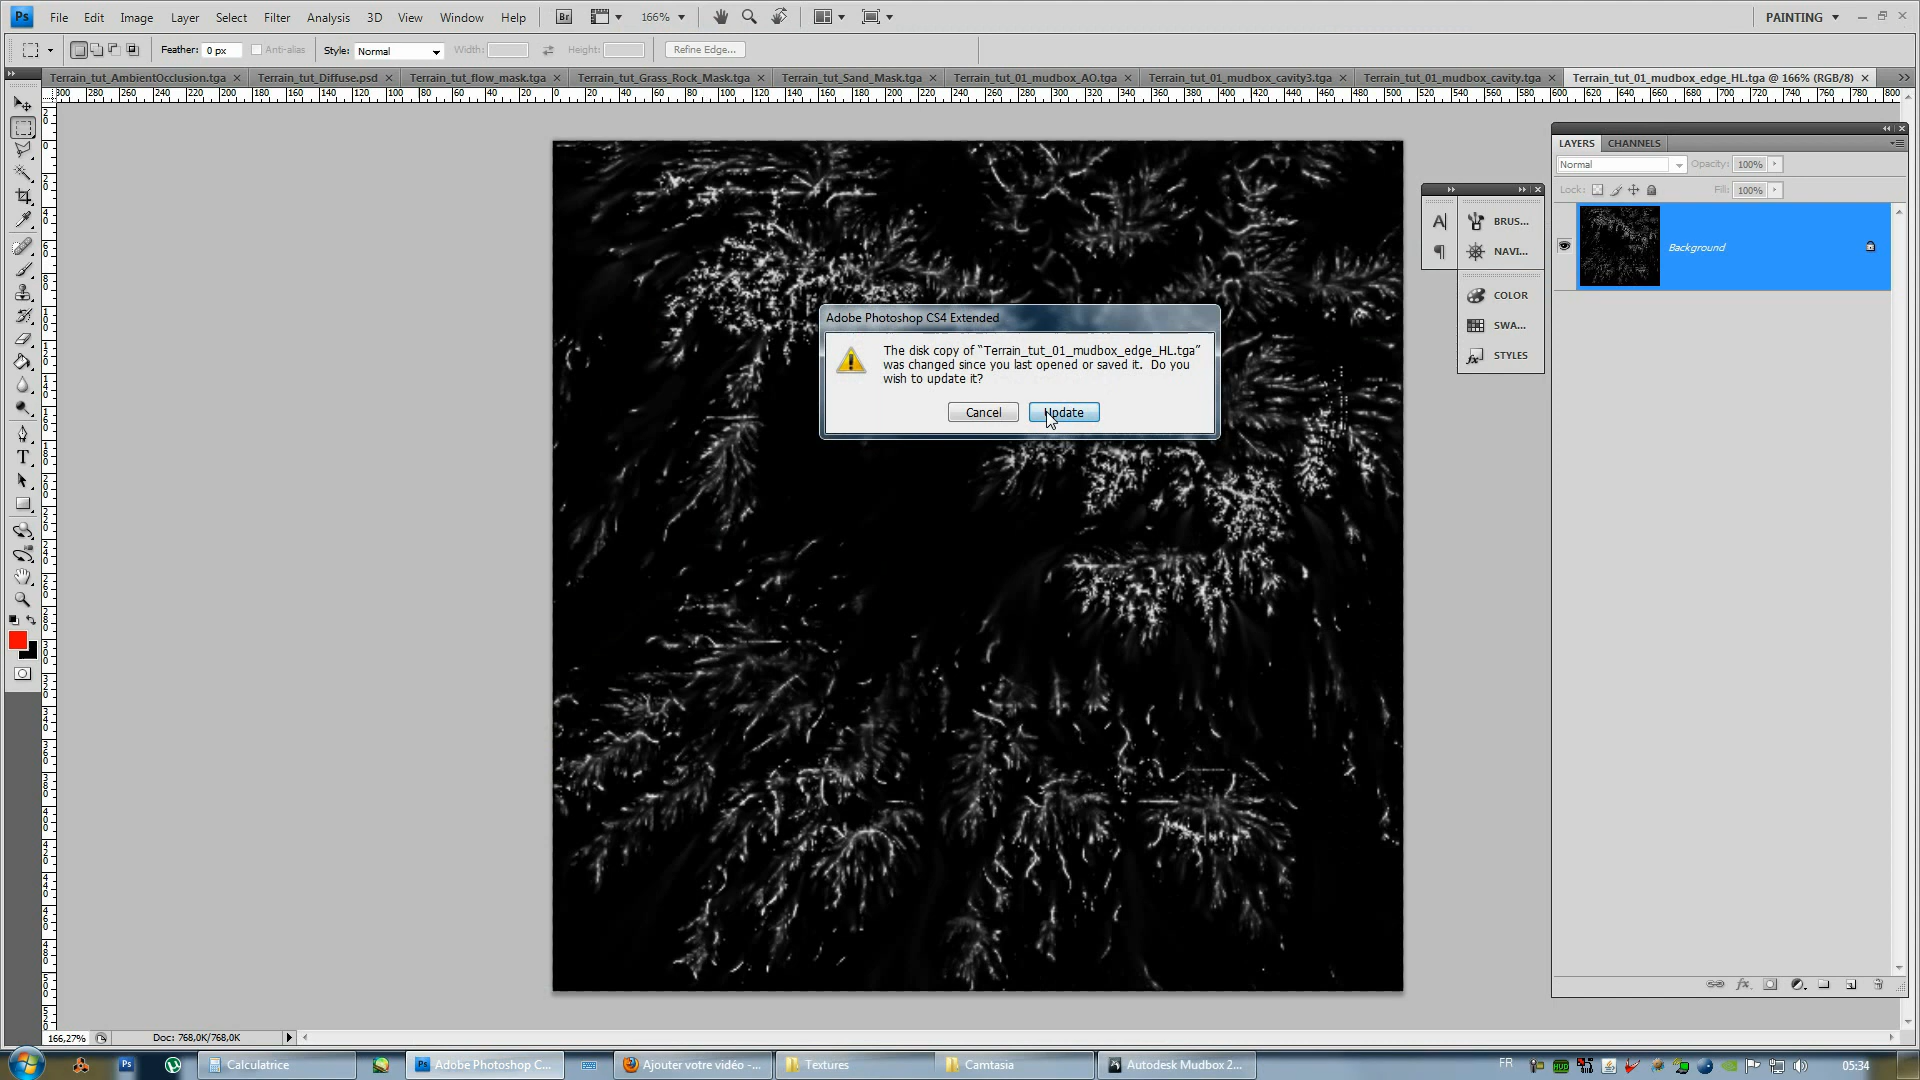 Ps File Edit Image Layer Select Filter Analysis 3D View Window Help Br 166% PAINTING
Feather: 0 px Anti-alias Style: Normal Width: Height: Refine Edge...
Terrain_tut_AmbientOcclusion.tga Terrain_tut_Diffuse.psd Terrain_tut_flow_mask.tga Terrain_tut_Grass_Rock_Mask.tga Terrain_tut_Sand_Mask.tga Terrain_tut_01_mudbox_AO.tga Terrain_tut_01_mudbox_cavity3.tga Terrain_tut_01_mudbox_cavity.tga Terrain_tut_01_mudbox_edge_HL.tga @ 166% (RGB/8)
LAYERS CHANNELS
Normal Opacity: 100%
Lock: Fill: 100%
Background
BRUS...
NAVI...
COLOR
SWA...
STYLES
Adobe Photoshop CS4 Extended
The disk copy of "Terrain_tut_01_mudbox_edge_HL.tga"
was changed since you last opened or saved it. Do you
wish to update it?
Cancel Update
166,27% Doc: 768,0K/768,0K
Calculatrice Adobe Photoshop C... Ajouter votre vidéo -... Textures Camtasia Autodesk Mudbox 2... FR 05:34